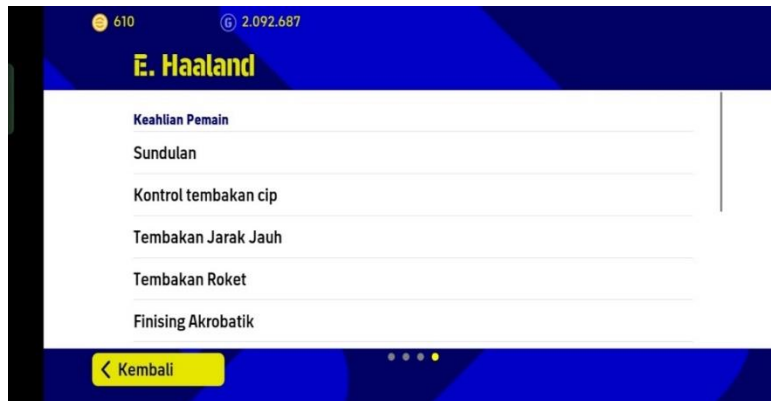 610
G 2.092.687
E. Haaland
Keahlian Pemain
Sundulan
Kontrol tembakan cip
Tembakan Jarak Jauh
Tembakan Roket
Finising Akrobatik
Kembali